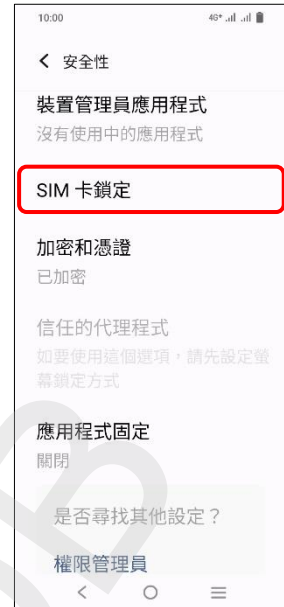 10:00
4G+
安全性
裝置管理員應用程式
沒有使用中的應用程式
SIM 卡鎖定
加密和憑證
已加密
信任的代理程式
如要使用這個選項，請先設定螢
幕鎖定方式
應用程式固定
關閉
是否尋找其他設定？
權限管理員